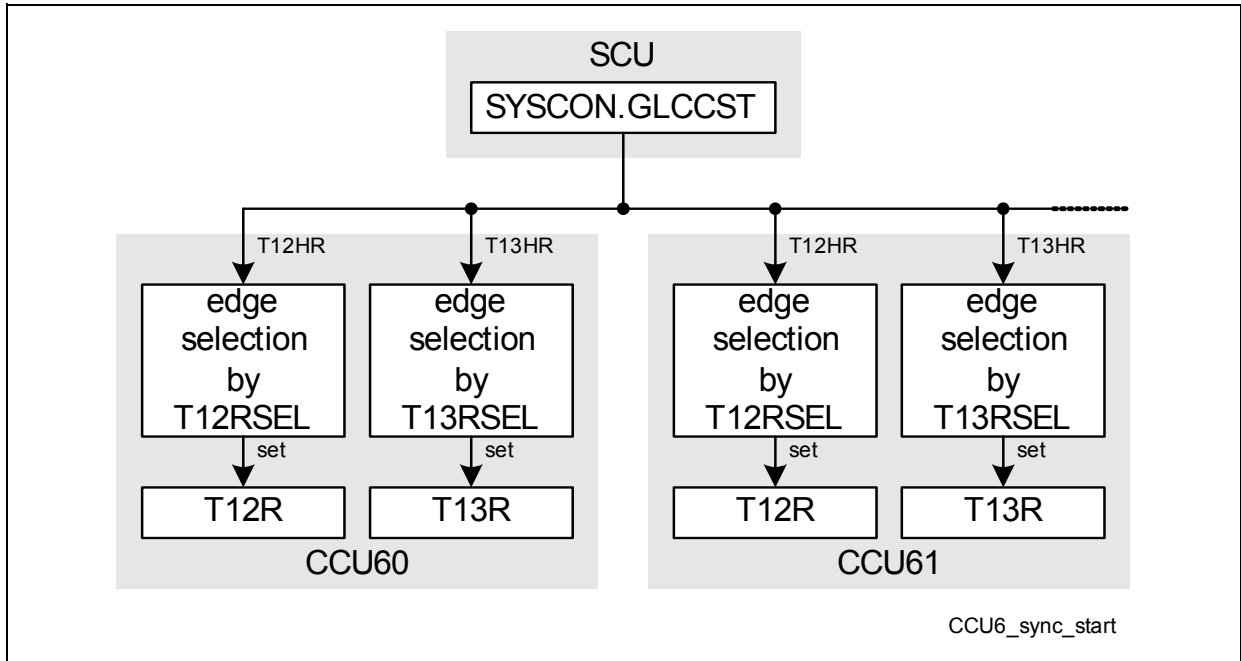 SCU
SYSCON.GLCCST
T12HR
T13HR
T12HR
T13HR
edge
selection
by
T12RSEL
edge
selection
by
T13RSEL
edge
selection
by
T12RSEL
edge
selection
by
T13RSEL
set
set
set
set
T12R
T13R
T12R
T13R
CCU60
CCU61
CCU6_sync_start